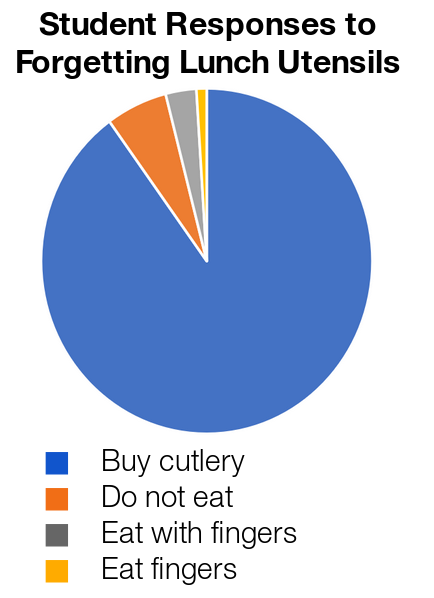 Student Responses to
Forgetting Lunch Utensils
Buy cutlery
Do not eat
Eat with fingers
Eat fingers